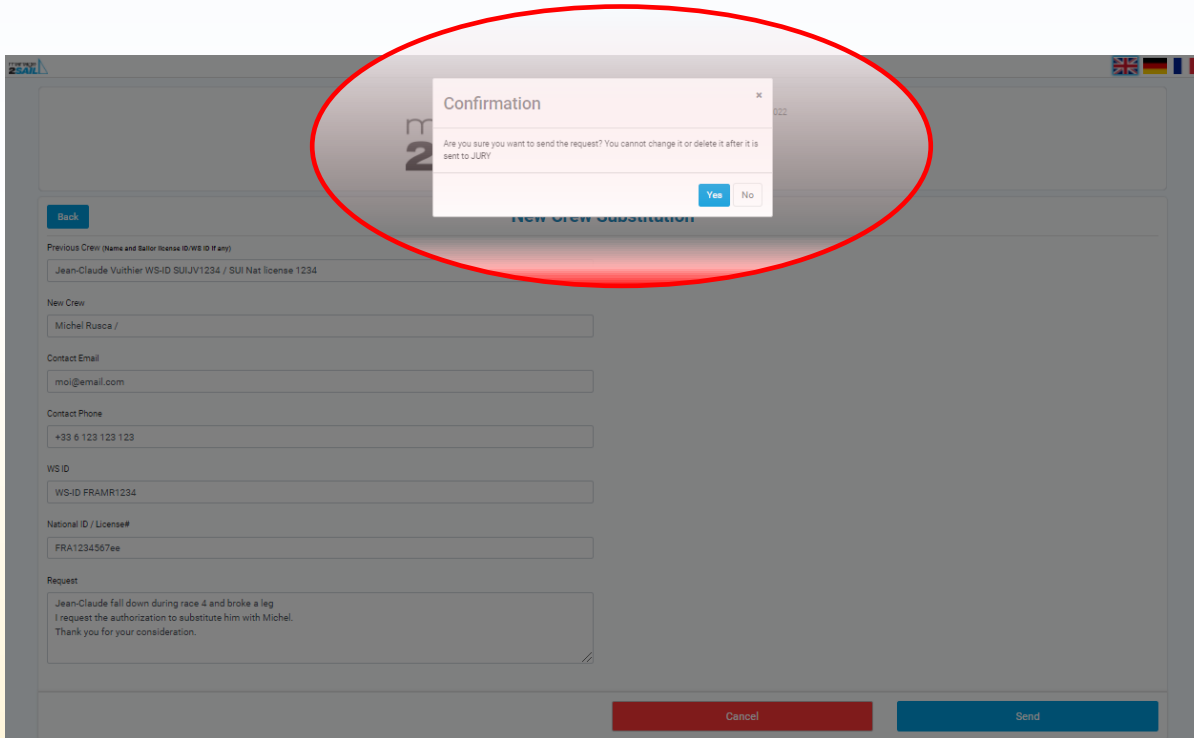 manage
2SAIL
Confirmation
×
022
m
2
Are you sure you want to send the request? You cannot change it or delete it after it is
sent to JURY
Yes
No
Back
New Crew Substitution
Previous Crew (Name and Sailor license ID/WS ID if any)
Jean-Claude Vuithier WS-ID SUIJV1234 / SUI Nat license 1234
New Crew
Michel Rusca /
Contact Email
moi@email.com
Contact Phone
+33 6 123 123 123
WS ID
WS-ID FRAMR1234
National ID / License#
FRA1234567ee
Request
Jean-Claude fall down during race 4 and broke a leg
I request the authorization to substitute him with Michel.
Thank you for your consideration.
Cancel
Send